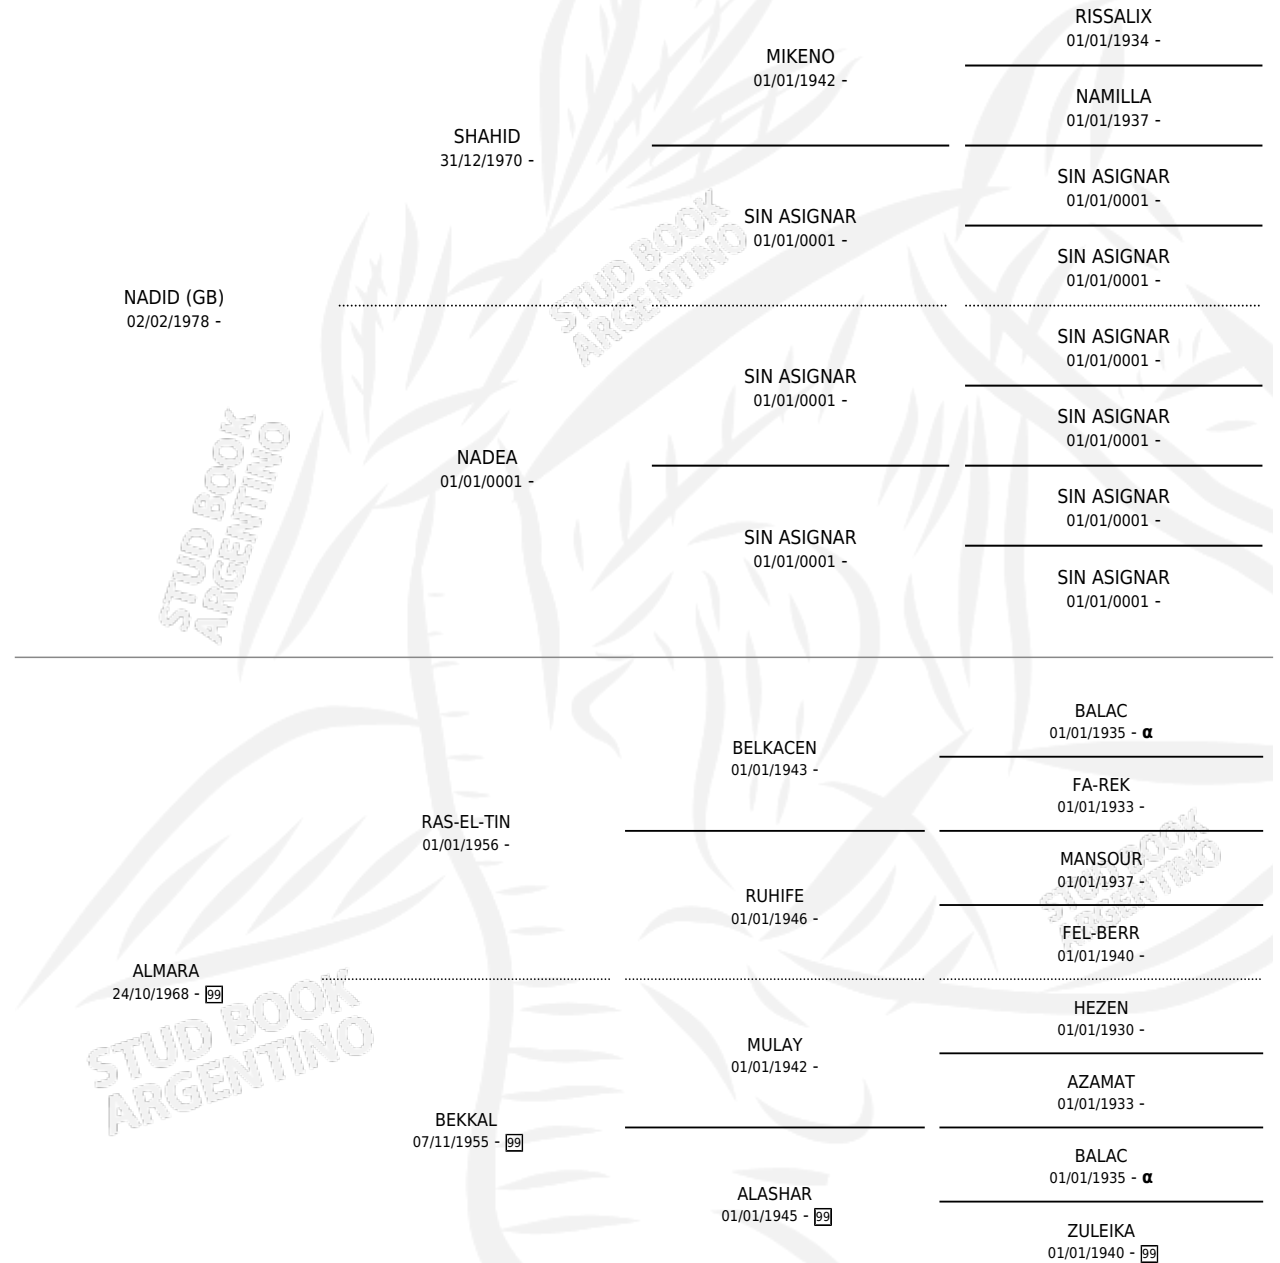 RISSALIX
01/01/1934 -
MIKENO
01/01/1942 -
NAMILLA
01/01/1937 -
SHAHID
31/12/1970 -
SIN ASIGNAR
01/01/0001 -
SIN ASIGNAR
01/01/0001 -
SIN ASIGNAR
01/01/0001 -
NADID (GB)
02/02/1978 -
SIN ASIGNAR
01/01/0001 -
SIN ASIGNAR
01/01/0001 -
SIN ASIGNAR
01/01/0001 -
NADEA
01/01/0001 -
SIN ASIGNAR
01/01/0001 -
SIN ASIGNAR
01/01/0001 -
SIN ASIGNAR
01/01/0001 -
STUD BOOK
ARGENTINO
STUD BOOK
ARGENTINO
BALAC
01/01/1935 - α
BELKACEN
01/01/1943 -
FA-REK
01/01/1933 -
RAS-EL-TIN
01/01/1956 -
MANSOUR
01/01/1937 -
RUHIFE
01/01/1946 -
FEL-BERR
01/01/1940 -
ALMARA
24/10/1968 - 99
HEZEN
01/01/1930 -
MULAY
01/01/1942 -
AZAMAT
01/01/1933 -
BEKKAL
07/11/1955 - 99
BALAC
01/01/1935 - α
ALASHAR
01/01/1945 - 99
ZULEIKA
01/01/1940 - 99
STUD BOOK
ARGENTINO
STUD BOOK
ARGENTINO